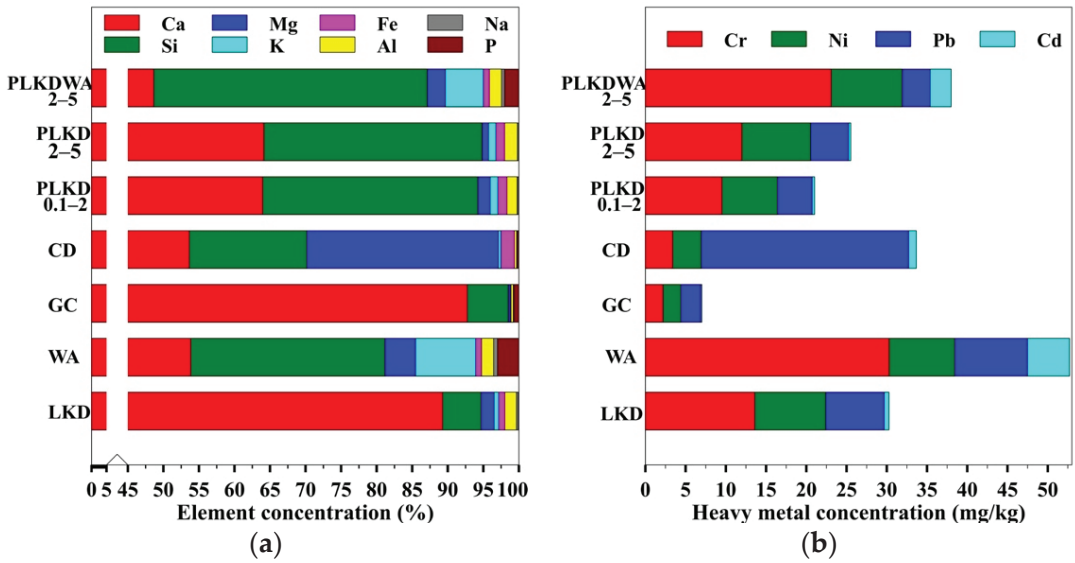 Ca Mg Fe Na
Si K Al P
PLKDWA
2–5
PLKD
2–5
PLKD
0.1–2
CD
GC
WA
LKD
0 5 45 50 55 60 65 70 75 80 85 90 95 100
Element concentration (%)
(a)
Cr Ni Pb Cd
PLKDWA
2–5
PLKD
2–5
PLKD
0.1–2
CD
GC
WA
LKD
0 5 10 15 20 25 30 35 40 45 50
Heavy metal concentration (mg/kg)
(b)